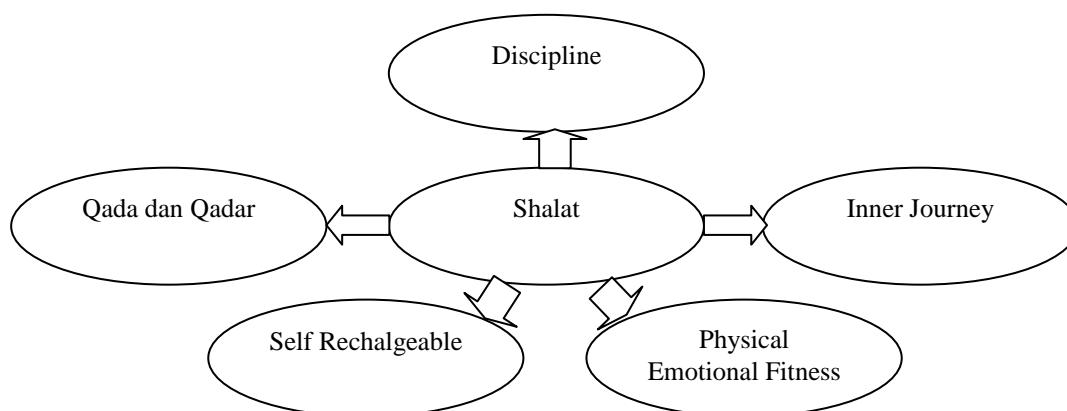 Discipline
Qada dan Qadar
Shalat
Inner Journey
Self Rechalgeable
Physical
Emotional Fitness